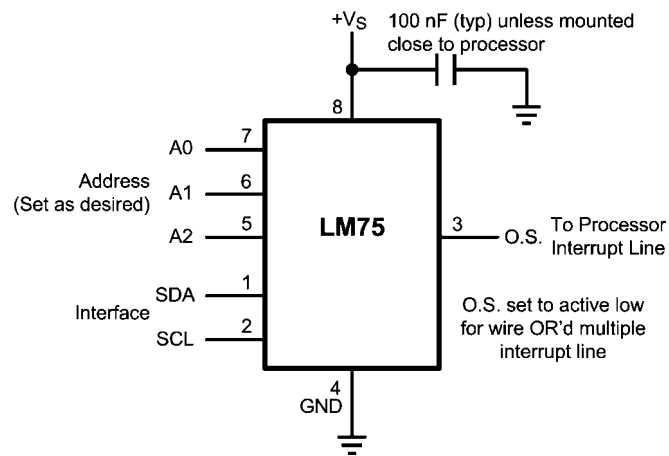 +VS
100 nF (typ) unless mounted
close to processor
8
A0
7
Address
(Set as desired)
A1
6
A2
5
LM75
3
O.S.
To Processor
Interrupt Line
SDA
1
Interface
SCL
2
O.S. set to active low
for wire OR'd multiple
interrupt line
4
GND